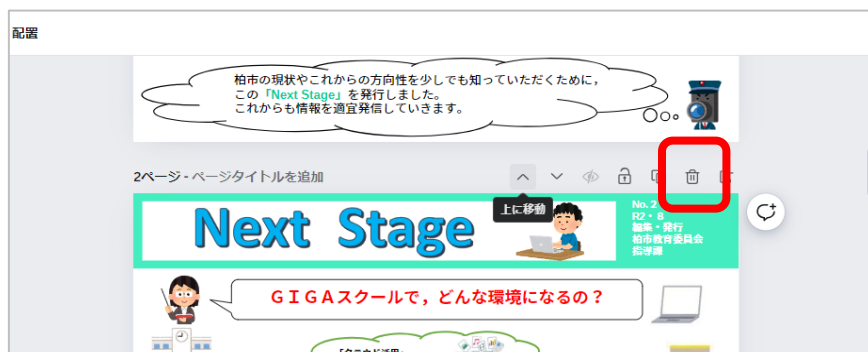 配置
柏市の現状やこれからの方向性を少しでも知っていただくために，
この「Next Stage」を発行しました。
これからも情報を適宜発信していきます。
2ページ - ページタイトルを追加
上に移動
Next Stage
No. 2
R2・8
編集・発行
柏市教育委員会
指導課
ＧＩＧＡスクールで，どんな環境になるの？